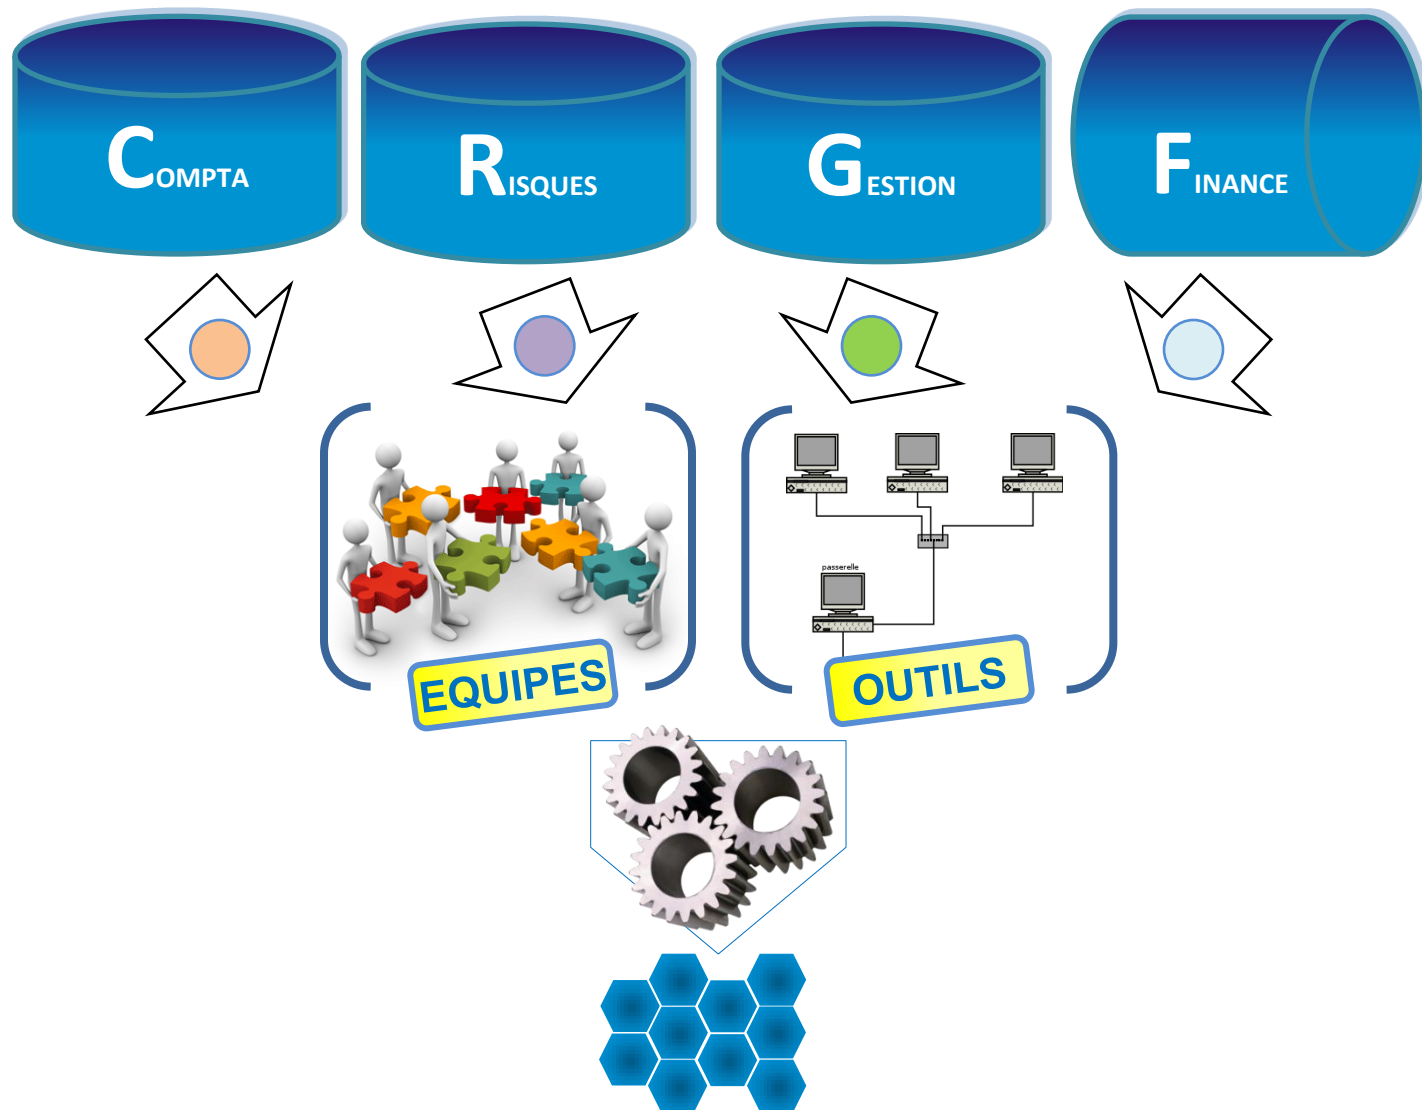 COMPTA
RISQUES
GESTION
FINANCE
passerelle
EQUIPES
OUTILS